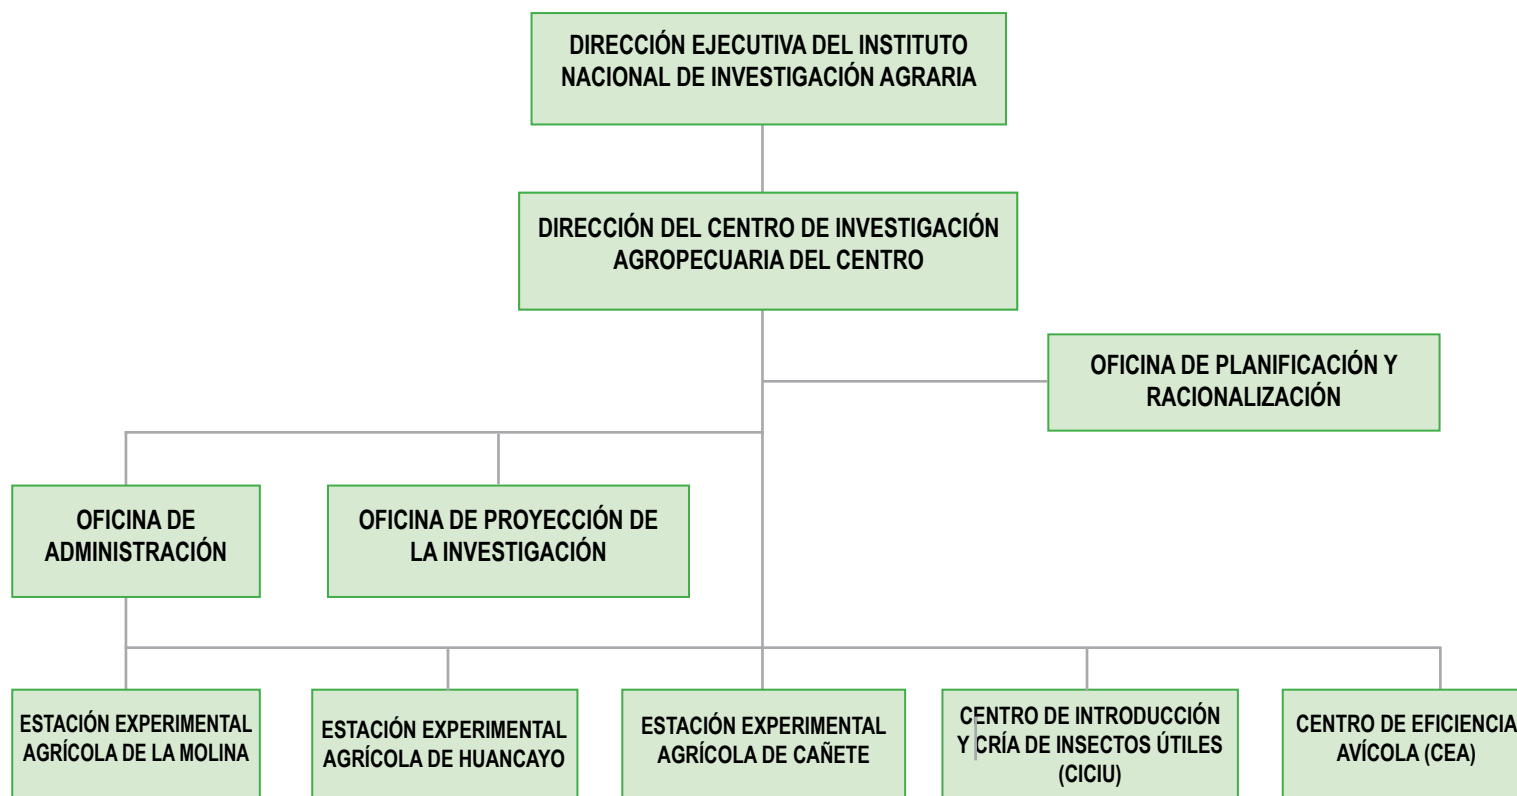 DIRECCIÓN EJECUTIVA DEL INSTITUTO
NACIONAL DE INVESTIGACIÓN AGRARIA
DIRECCIÓN DEL CENTRO DE INVESTIGACIÓN
AGROPECUARIA DEL CENTRO
OFICINA DE PLANIFICACIÓN Y
RACIONALIZACIÓN
OFICINA DE
ADMINISTRACIÓN
OFICINA DE PROYECCIÓN DE
LA INVESTIGACIÓN
ESTACIÓN EXPERIMENTAL
AGRÍCOLA DE LA MOLINA
ESTACIÓN EXPERIMENTAL
AGRÍCOLA DE HUANCAYO
ESTACIÓN EXPERIMENTAL
AGRÍCOLA DE CAÑETE
CENTRO DE INTRODUCCIÓN
Y CRÍA DE INSECTOS ÚTILES
(CICIU)
CENTRO DE EFICIENCIA
AVÍCOLA (CEA)